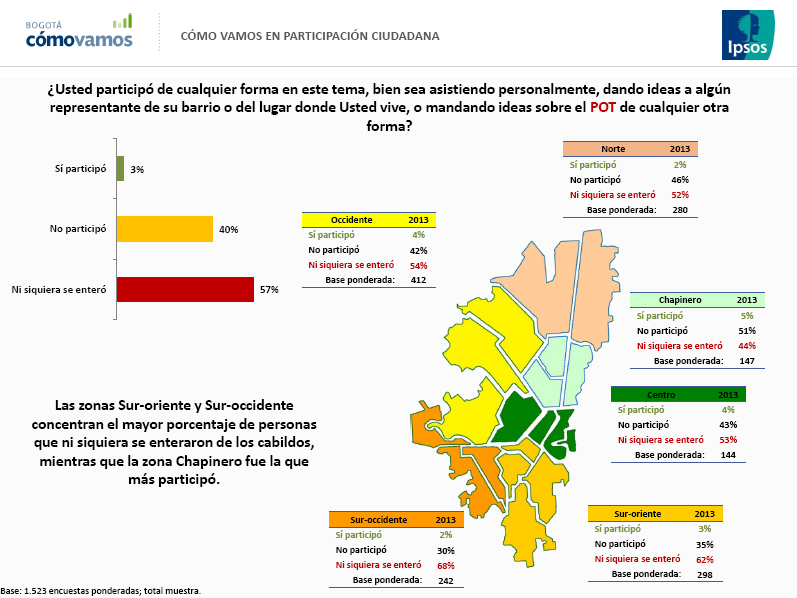 BOGOTÁ
cómovamos
CÓMO VAMOS EN PARTICIPACIÓN CIUDADANA
Ipsos
¿Usted participó de cualquier forma en este tema, bien sea asistiendo personalmente, dando ideas a algún
representante de su barrio o del lugar donde Usted vive, o mandando ideas sobre el POT de cualquier otra
forma?
Sí participó 3%
No participó 40%
Ni siquiera se enteró 57%
Norte 2013
Sí participó 2%
No participó 46%
Ni siquiera se enteró 52%
Base ponderada: 280
Occidente 2013
Sí participó 4%
No participó 42%
Ni siquiera se enteró 54%
Base ponderada: 412
Chapinero 2013
Sí participó 5%
No participó 51%
Ni siquiera se enteró 44%
Base ponderada: 147
Centro 2013
Sí participó 4%
No participó 43%
Ni siquiera se enteró 53%
Base ponderada: 144
Las zonas Sur-oriente y Sur-occidente
concentran el mayor porcentaje de personas
que ni siquiera se enteraron de los cabildos,
mientras que la zona Chapinero fue la que
más participó.
Sur-occidente 2013
Sí participó 2%
No participó 30%
Ni siquiera se enteró 68%
Base ponderada: 242
Sur-oriente 2013
Sí participó 3%
No participó 35%
Ni siquiera se enteró 62%
Base ponderada: 298
Base: 1.523 encuestas ponderadas; total muestra.